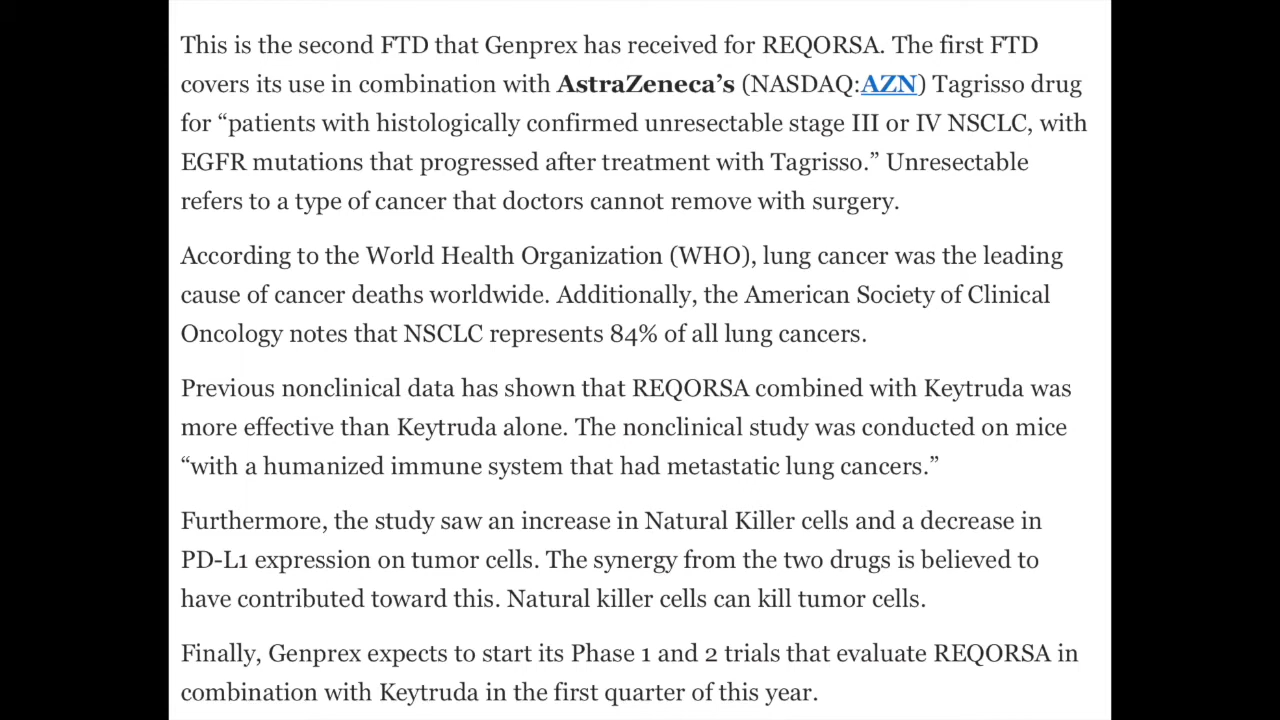 This is the second FTD that Genprex has received for REQORSA. The first FTD
covers its use in combination with AstraZeneca’s (NASDAQ:AZN) Tagrisso drug
for “patients with histologically confirmed unresectable stage III or IV NSCLC, with
EGFR mutations that progressed after treatment with Tagrisso.” Unresectable
refers to a type of cancer that doctors cannot remove with surgery.
According to the World Health Organization (WHO), lung cancer was the leading
cause of cancer deaths worldwide. Additionally, the American Society of Clinical
Oncology notes that NSCLC represents 84% of all lung cancers.
Previous nonclinical data has shown that REQORSA combined with Keytruda was
more effective than Keytruda alone. The nonclinical study was conducted on mice
“with a humanized immune system that had metastatic lung cancers.”
Furthermore, the study saw an increase in Natural Killer cells and a decrease in
PD-L1 expression on tumor cells. The synergy from the two drugs is believed to
have contributed toward this. Natural killer cells can kill tumor cells.
Finally, Genprex expects to start its Phase 1 and 2 trials that evaluate REQORSA in
combination with Keytruda in the first quarter of this year.